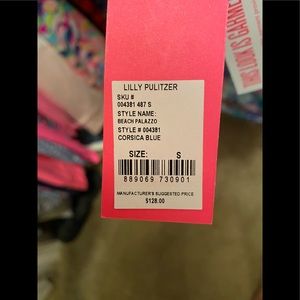 LILLY PULITZER
SKU #
004381 487 S
STYLE NAME:
BEACH PALAZZO
STYLE # 004381
CORSICA BLUE
SIZE: S
889069 730901
MANUFACTURER'S SUGGESTED PRICE
$128.00